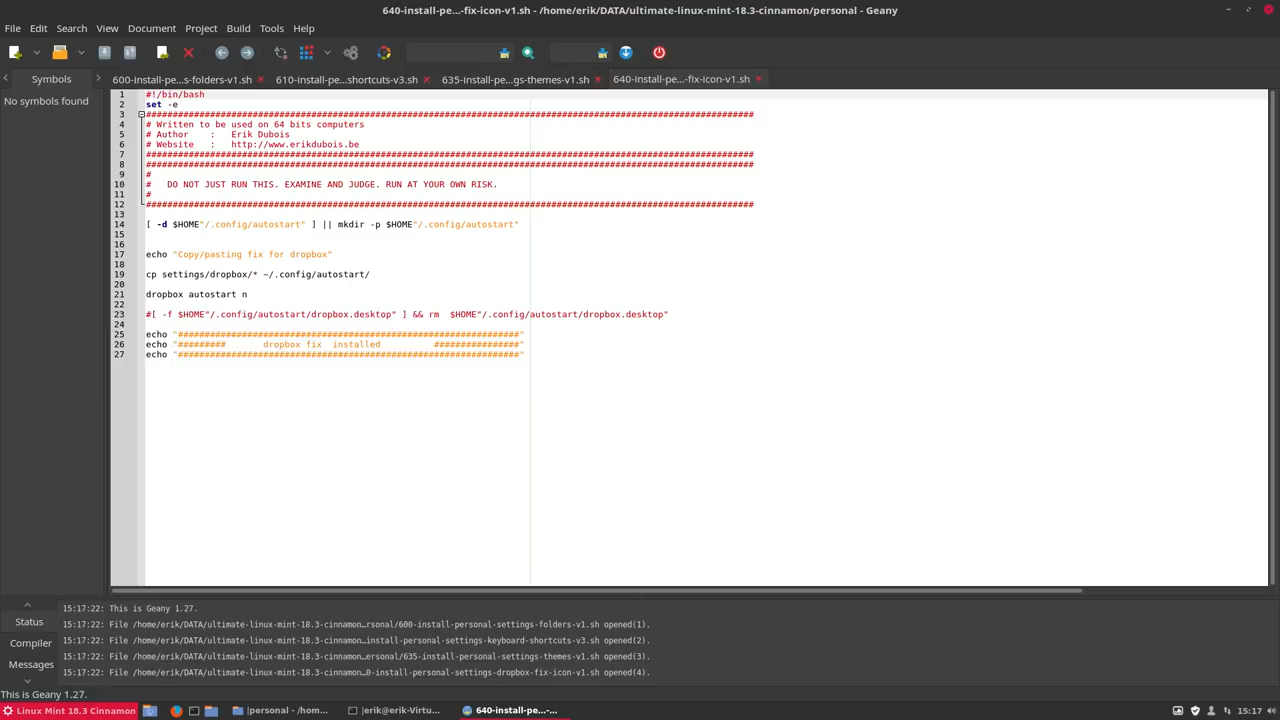 640-install-pe...-fix-icon-v1.sh - /home/erik/DATA/ultimate-linux-mint-18.3-cinnamon/personal - Geany
File Edit Search View Document Project Build Tools Help
Symbols
600-install-pe...s-folders-v1.sh
610-install-pe...shortcuts-v3.sh
635-install-pe...gs-themes-v1.sh
640-install-pe...-fix-icon-v1.sh
No symbols found
1 #!/bin/bash
2 set -e
3 ##################################################################################################################
4 # Written to be used on 64 bits computers
5 # Author 	: 	Erik Dubois
6 # Website 	: 	http://www.erikdubois.be
7 ##################################################################################################################
8 ##################################################################################################################
9 #
10 #   DO NOT JUST RUN THIS. EXAMINE AND JUDGE. RUN AT YOUR OWN RISK.
11 #
12 ##################################################################################################################
13
14 [ -d $HOME"/.config/autostart" ] || mkdir -p $HOME"/.config/autostart"
15
16
17 echo "Copy/pasting fix for dropbox"
18
19 cp settings/dropbox/* ~/.config/autostart/
20
21 dropbox autostart n
22
23 #[ -f $HOME"/.config/autostart/dropbox.desktop" ] && rm  $HOME"/.config/autostart/dropbox.desktop"
24
25 echo "################################################################"
26 echo "#########       dropbox fix  installed          ################"
27 echo "################################################################"
Status
Compiler
Messages
15:17:22: This is Geany 1.27.
15:17:22: File /home/erik/DATA/ultimate-linux-mint-18.3-cinnamon…rsonal/600-install-personal-settings-folders-v1.sh opened(1).
15:17:22: File /home/erik/DATA/ultimate-linux-mint-18.3-cinnamon…install-personal-settings-keyboard-shortcuts-v3.sh opened(2).
15:17:22: File /home/erik/DATA/ultimate-linux-mint-18.3-cinnamon…ersonal/635-install-personal-settings-themes-v1.sh opened(3).
15:17:22: File /home/erik/DATA/ultimate-linux-mint-18.3-cinnamon…0-install-personal-settings-dropbox-fix-icon-v1.sh opened(4).
This is Geany 1.27.
Linux Mint 18.3 Cinnamon
|personal - /hom...
|erik@erik-Virtu...
640-install-pe...-...
15:17